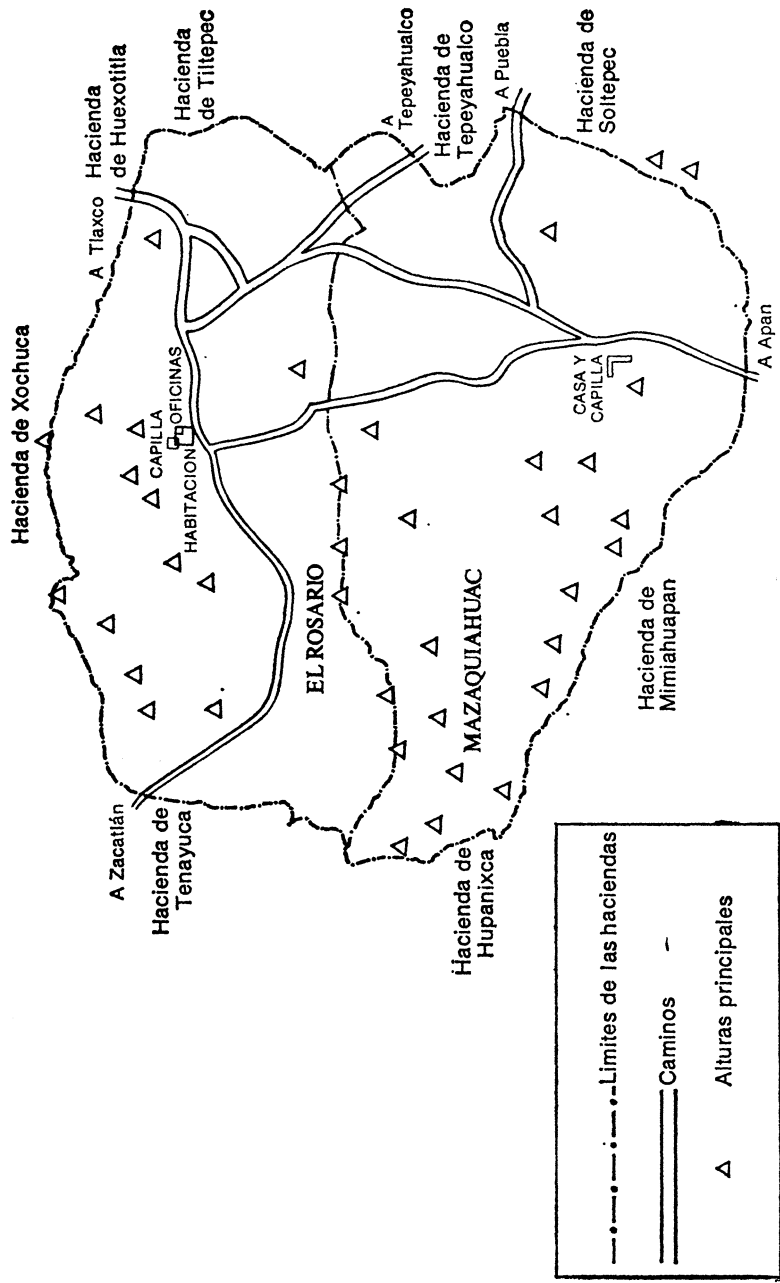 Hacienda de Xochuca
A Tlaxco
Hacienda
de Huexotitla
Hacienda
de Tiltepec
A
Tepeyahualco
Hacienda de
Tepeyahualco
A Puebla
Hacienda de
Soltepec
A Zacatlán
Hacienda de
Tenayuca
HABITACION
CAPILLA
OFICINAS
EL ROSARIO
MAZAQUIAHUAC
CASA Y
CAPILLA
A Apan
Hacienda de
Mimiahuapan
Hacienda de
Hupanixca
Limites de las haciendas
Caminos
Alturas principales